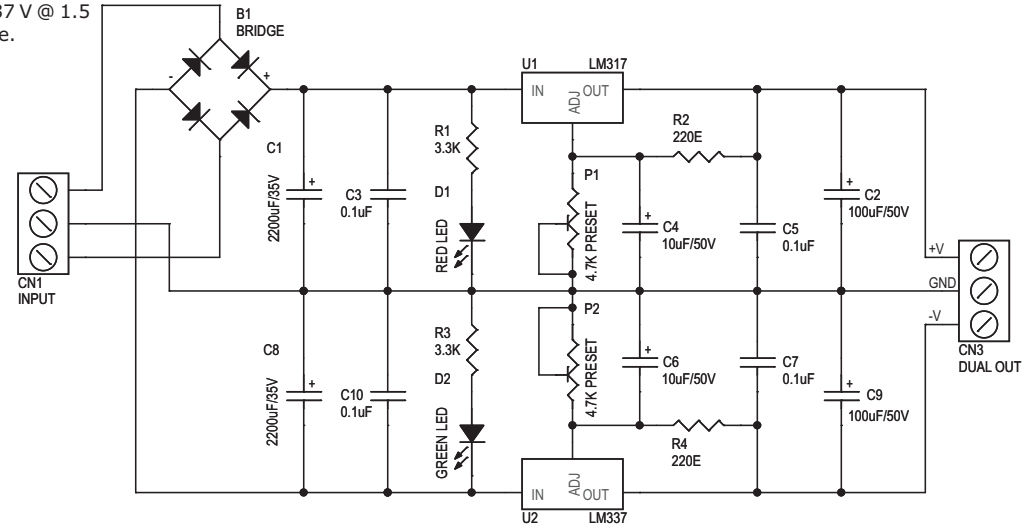 37 V @ 1.5
e.
B1
BRIDGE
-
+
U1
LM317
IN
ADJ
OUT
R2
220E
R1
3.3K
C1
2200uF/35V
+
C3
0.1uF
D1
RED LED
P1
4.7K PRESET
+
C4
10uF/50V
C5
0.1uF
+
C2
100uF/50V
CN1
INPUT
+V
GND
-V
CN3
DUAL OUT
C8
2200uF/35V
+
C10
0.1uF
R3
3.3K
D2
GREEN LED
P2
4.7K PRESET
+
C6
10uF/50V
C7
0.1uF
+
C9
100uF/50V
R4
220E
IN
ADJ
OUT
U2
LM337